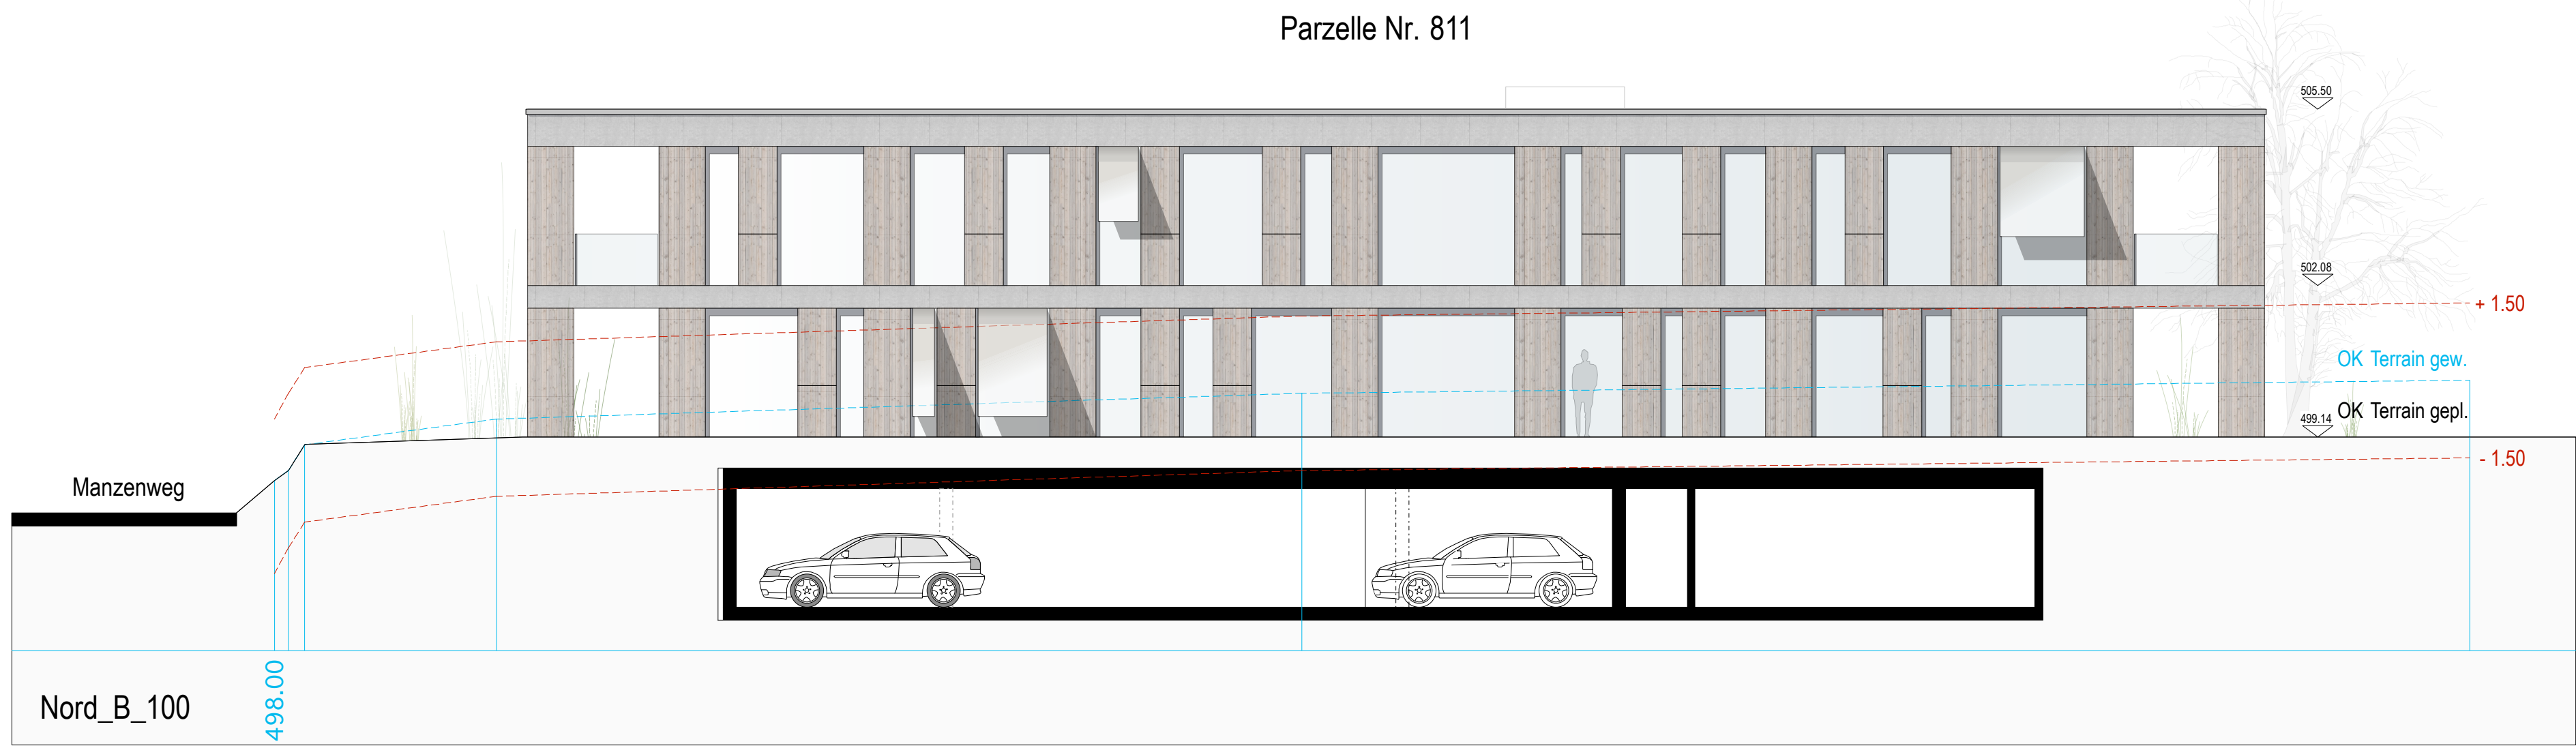 Parzelle Nr. 811
505.50
502.08
+ 1.50
OK Terrain gew.
499.14
OK Terrain gepl.
- 1.50
Manzenweg
498.00
Nord_B_100